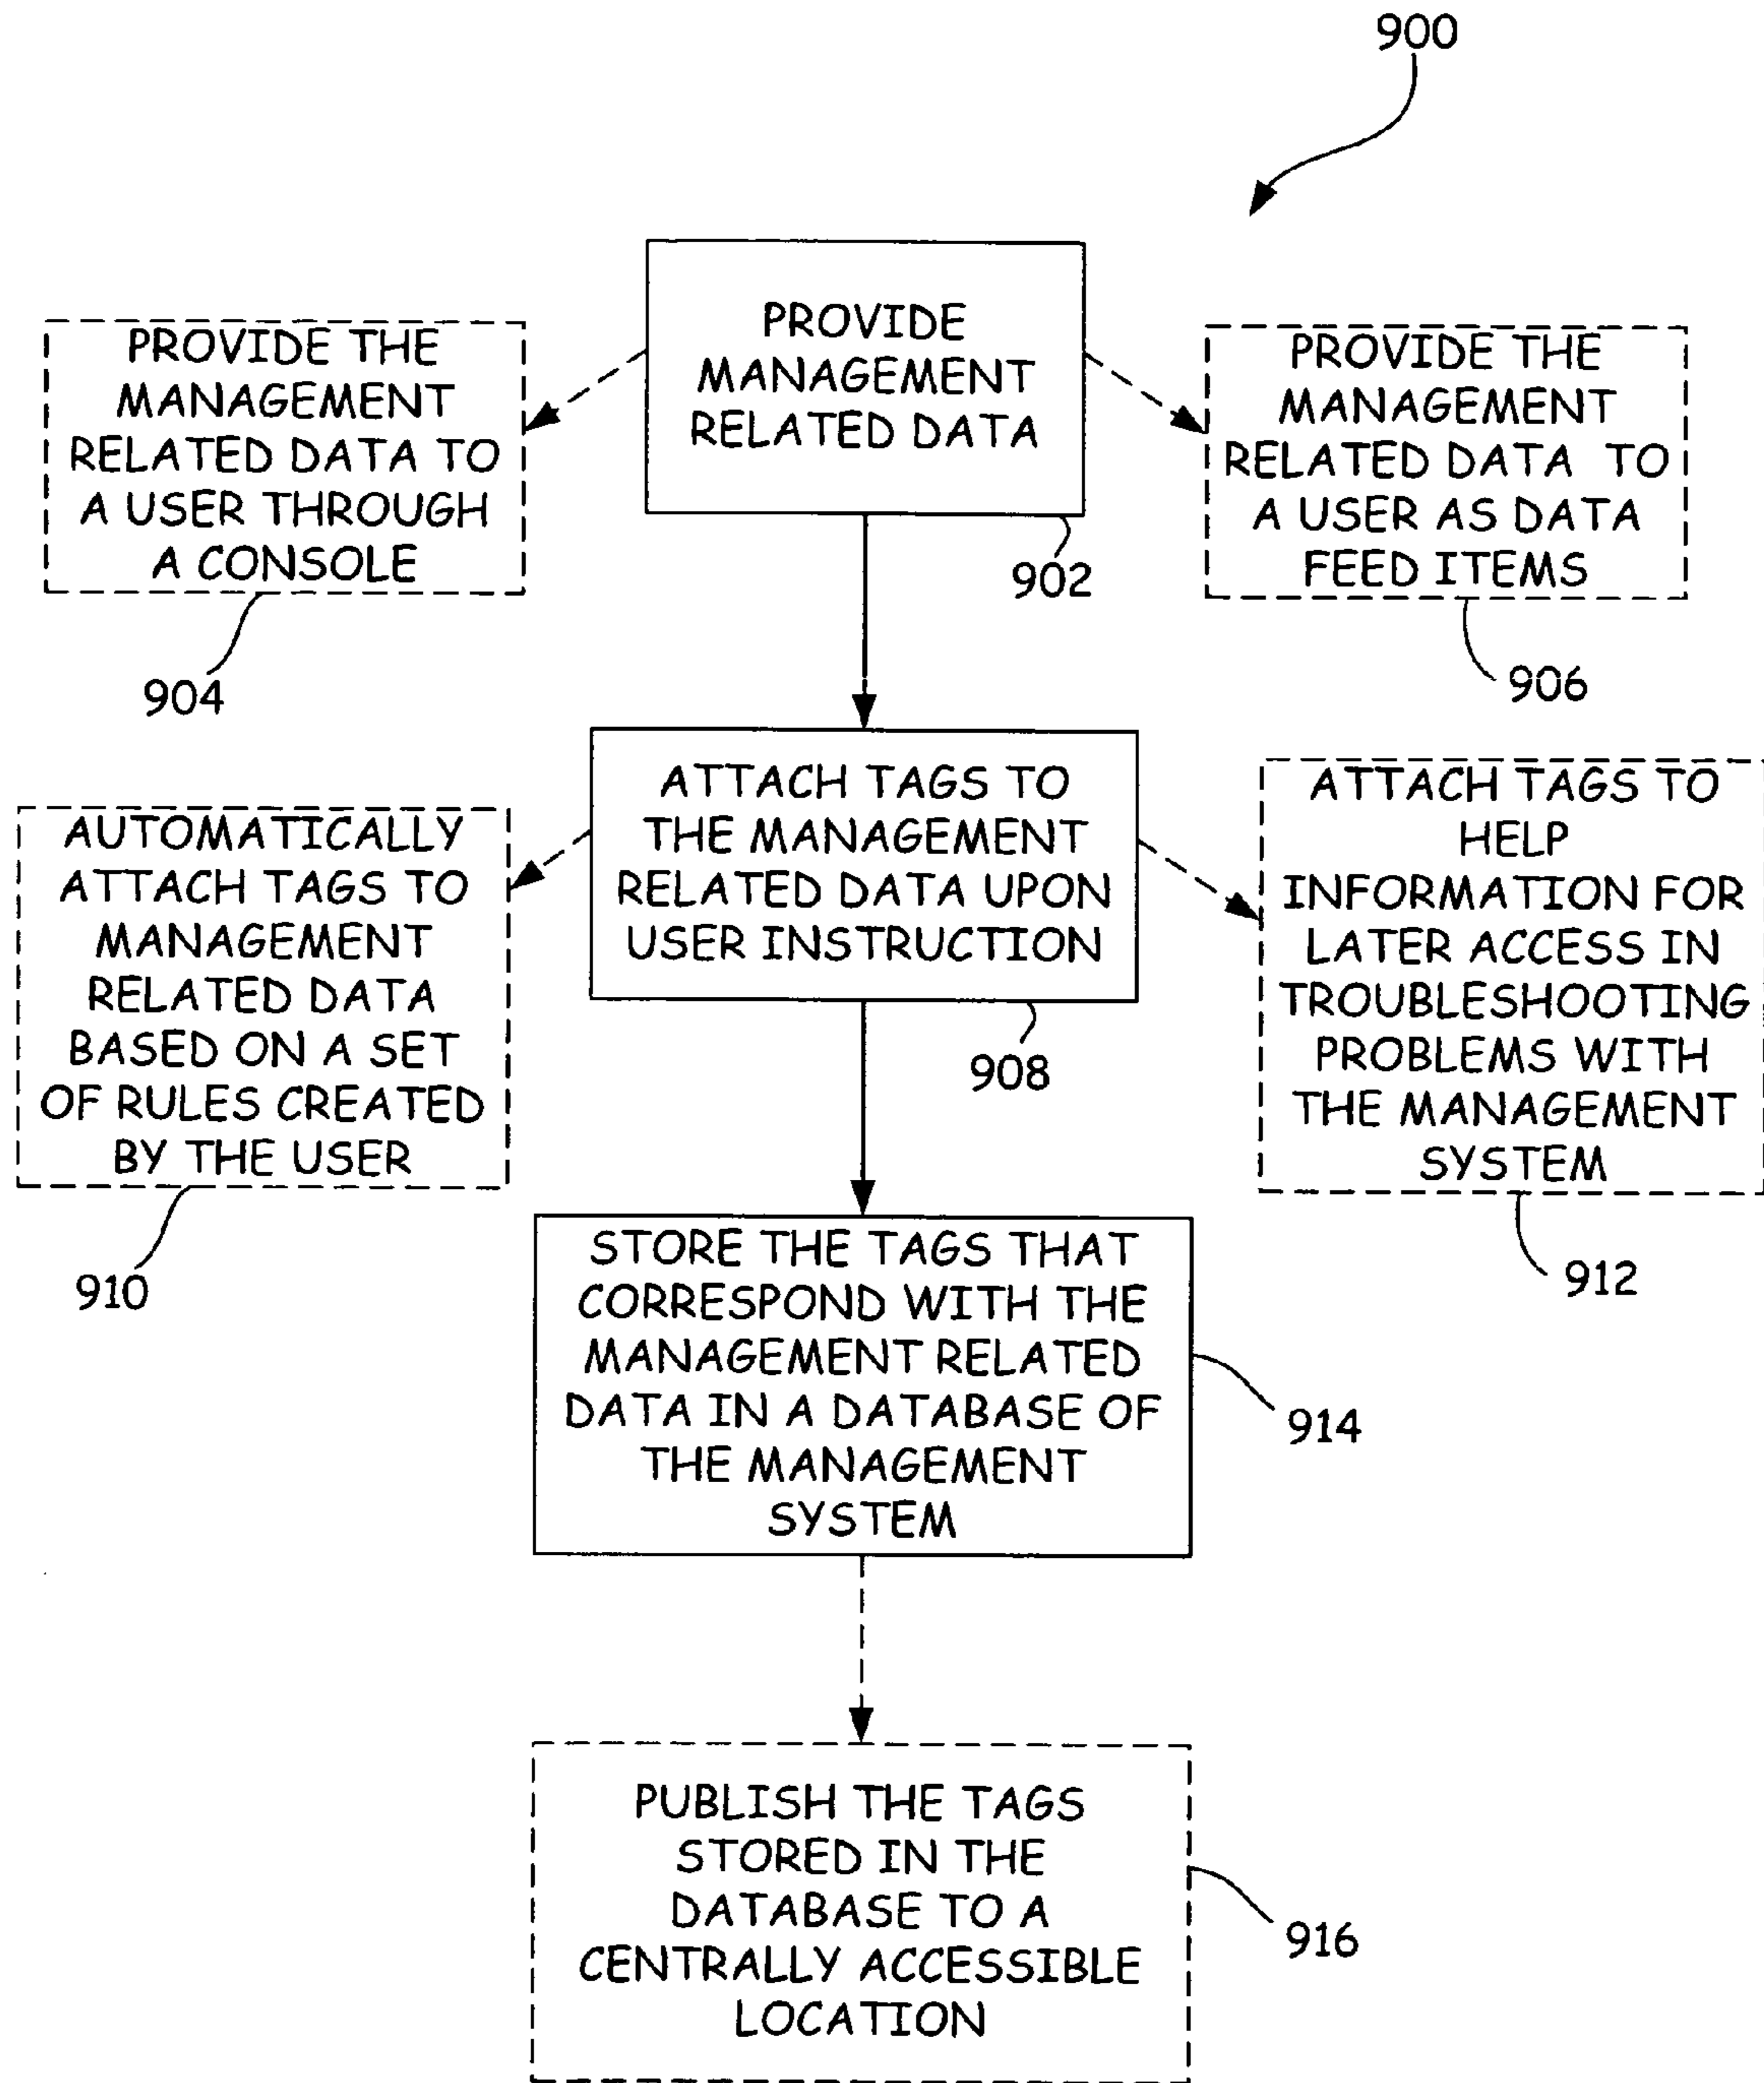 900
PROVIDE
MANAGEMENT
RELATED DATA
902
PROVIDE THE
MANAGEMENT
RELATED DATA TO
A USER THROUGH
A CONSOLE
904
PROVIDE THE
MANAGEMENT
RELATED DATA TO
A USER AS DATA
FEED ITEMS
906
ATTACH TAGS TO
THE MANAGEMENT
RELATED DATA UPON
USER INSTRUCTION
908
AUTOMATICALLY
ATTACH TAGS TO
MANAGEMENT
RELATED DATA
BASED ON A SET
OF RULES CREATED
BY THE USER
910
ATTACH TAGS TO
HELP
INFORMATION FOR
LATER ACCESS IN
TROUBLESHOOTING
PROBLEMS WITH
THE MANAGEMENT
SYSTEM
912
STORE THE TAGS THAT
CORRESPOND WITH THE
MANAGEMENT RELATED
DATA IN A DATABASE OF
THE MANAGEMENT
SYSTEM
914
PUBLISH THE TAGS
STORED IN THE
DATABASE TO A
CENTRALLY ACCESSIBLE
LOCATION
916